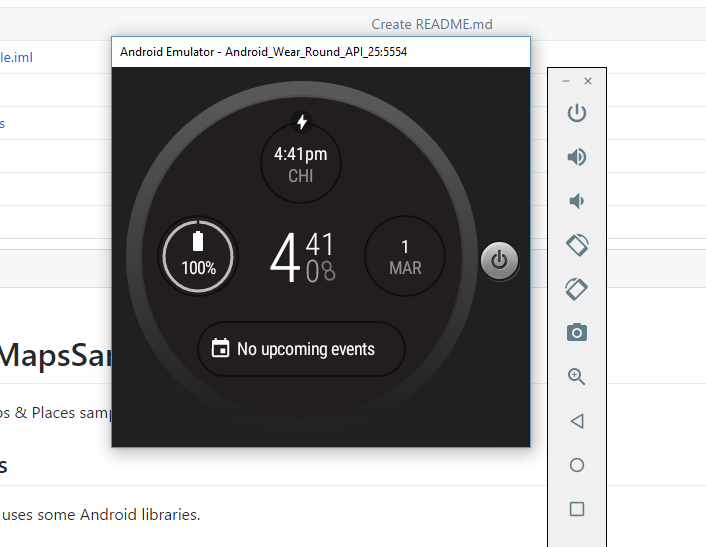 Create README.md
Android Emulator - Android_Wear_Round_API_25:5554
le.iml
s
4:41pm
CHI
100%
4 41
08
1
MAR
No upcoming events
MapsSar
os & Places samp
s
uses some Android libraries.